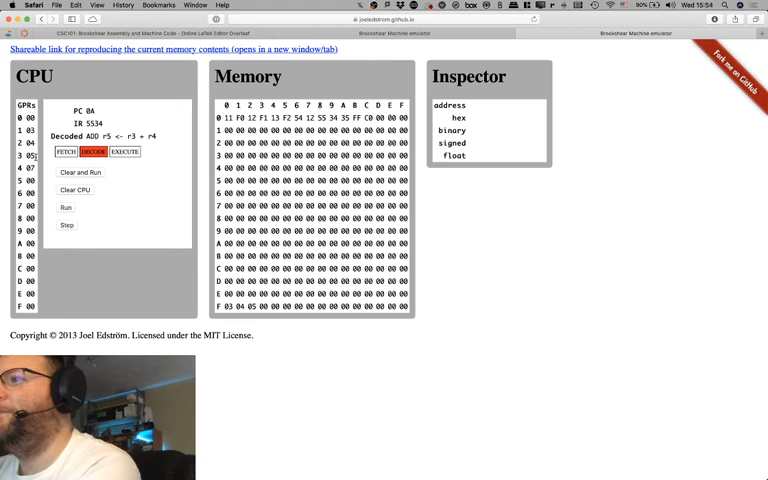 Safari File Edit View History Bookmarks Window Help
90% Wed 15:54
joeledstrom.github.io
CSC101: Brookshear Assembly and Machine Code - Online LaTeX Editor Overleaf
Brookshear Machine emulator
Brookshear Machine emulator
Shareable link for reproducing the current memory contents (opens in a new window/tab)
Fork me on GitHub
CPU
GPRs
0 00
1 03
2 04
3 05
4 07
5 00
6 00
7 00
8 00
9 00
A 00
B 00
C 00
D 00
E 00
F 00
PC 0A
IR 5534
Decoded ADD r5 <- r3 + r4
FETCH DECODE EXECUTE
Clear and Run
Clear CPU
Run
Step
Memory
0 1 2 3 4 5 6 7 8 9 A B C D E F
0 11 F0 12 F1 13 F2 54 12 55 34 35 FF C0 00 00 00
1 00 00 00 00 00 00 00 00 00 00 00 00 00 00 00 00
2 00 00 00 00 00 00 00 00 00 00 00 00 00 00 00 00
3 00 00 00 00 00 00 00 00 00 00 00 00 00 00 00 00
4 00 00 00 00 00 00 00 00 00 00 00 00 00 00 00 00
5 00 00 00 00 00 00 00 00 00 00 00 00 00 00 00 00
6 00 00 00 00 00 00 00 00 00 00 00 00 00 00 00 00
7 00 00 00 00 00 00 00 00 00 00 00 00 00 00 00 00
8 00 00 00 00 00 00 00 00 00 00 00 00 00 00 00 00
9 00 00 00 00 00 00 00 00 00 00 00 00 00 00 00 00
A 00 00 00 00 00 00 00 00 00 00 00 00 00 00 00 00
B 00 00 00 00 00 00 00 00 00 00 00 00 00 00 00 00
C 00 00 00 00 00 00 00 00 00 00 00 00 00 00 00 00
D 00 00 00 00 00 00 00 00 00 00 00 00 00 00 00 00
E 00 00 00 00 00 00 00 00 00 00 00 00 00 00 00 00
F 03 04 05 00 00 00 00 00 00 00 00 00 00 00 00 00
Inspector
address
hex
binary
signed
float
Copyright © 2013 Joel Edström. Licensed under the MIT License.